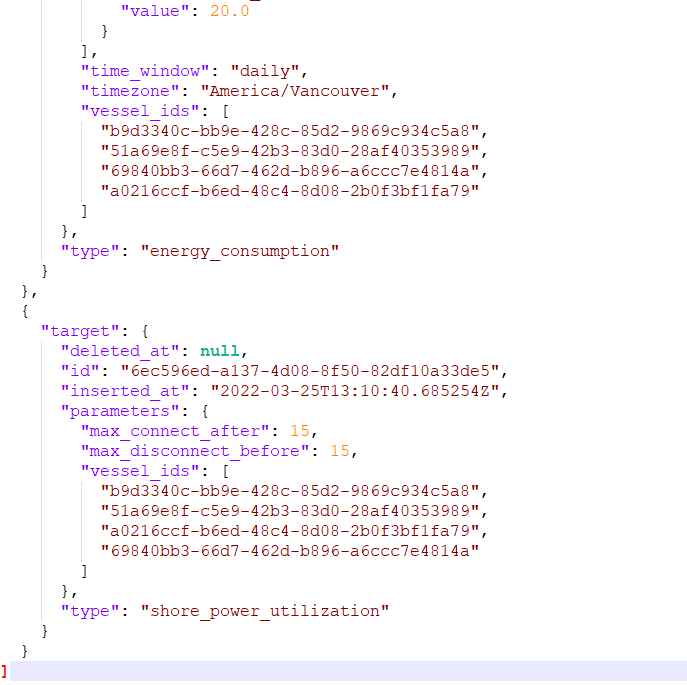 "value": 20.0
}
],
"time_window": "daily",
"timezone": "America/Vancouver",
"vessel_ids": [
"b9d3340c-bb9e-428c-85d2-9869c934c5a8",
"51a69e8f-c5e9-42b3-83d0-28af40353989",
"69840bb3-66d7-462d-b896-a6ccc7e4814a",
"a0216ccf-b6ed-48c4-8d08-2b0f3bf1fa79"
]
},
"type": "energy_consumption"
}
},
{
"target": {
"deleted_at": null,
"id": "6ec596ed-a137-4d08-8f50-82df10a33de5",
"inserted_at": "2022-03-25T13:10:40.685254Z",
"parameters": {
"max_connect_after": 15,
"max_disconnect_before": 15,
"vessel_ids": [
"b9d3340c-bb9e-428c-85d2-9869c934c5a8",
"51a69e8f-c5e9-42b3-83d0-28af40353989",
"a0216ccf-b6ed-48c4-8d08-2b0f3bf1fa79",
"69840bb3-66d7-462d-b896-a6ccc7e4814a"
]
},
"type": "shore_power_utilization"
}
}
]